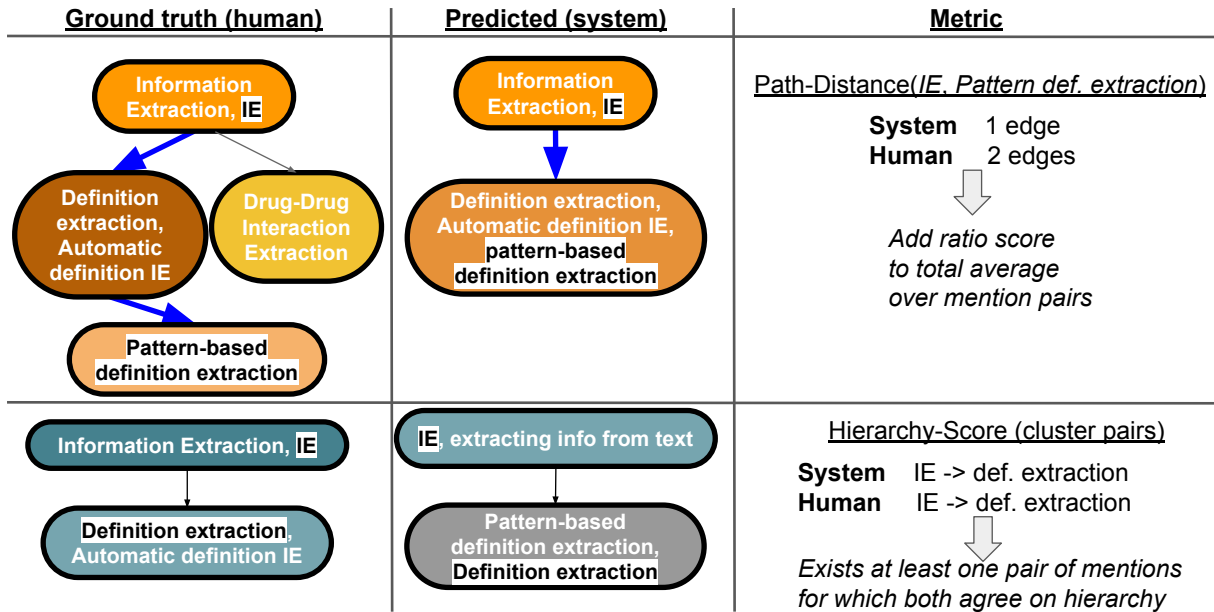 Ground truth (human)
Predicted (system)
Metric
Information
Extraction, IE
Definition
extraction,
Automatic
definition IE
Drug-Drug
Interaction
Extraction
Pattern-based
definition extraction
Information
Extraction, IE
Definition extraction,
Automatic definition IE,
pattern-based
definition extraction
Path-Distance(IE, Pattern def. extraction)
System 1 edge
Human 2 edges
Add ratio score
to total average
over mention pairs
Information Extraction, IE
Definition extraction,
Automatic definition IE
IE, extracting info from text
Pattern-based
definition extraction,
Definition extraction
Hierarchy-Score (cluster pairs)
System IE -> def. extraction
Human IE -> def. extraction
Exists at least one pair of mentions
for which both agree on hierarchy